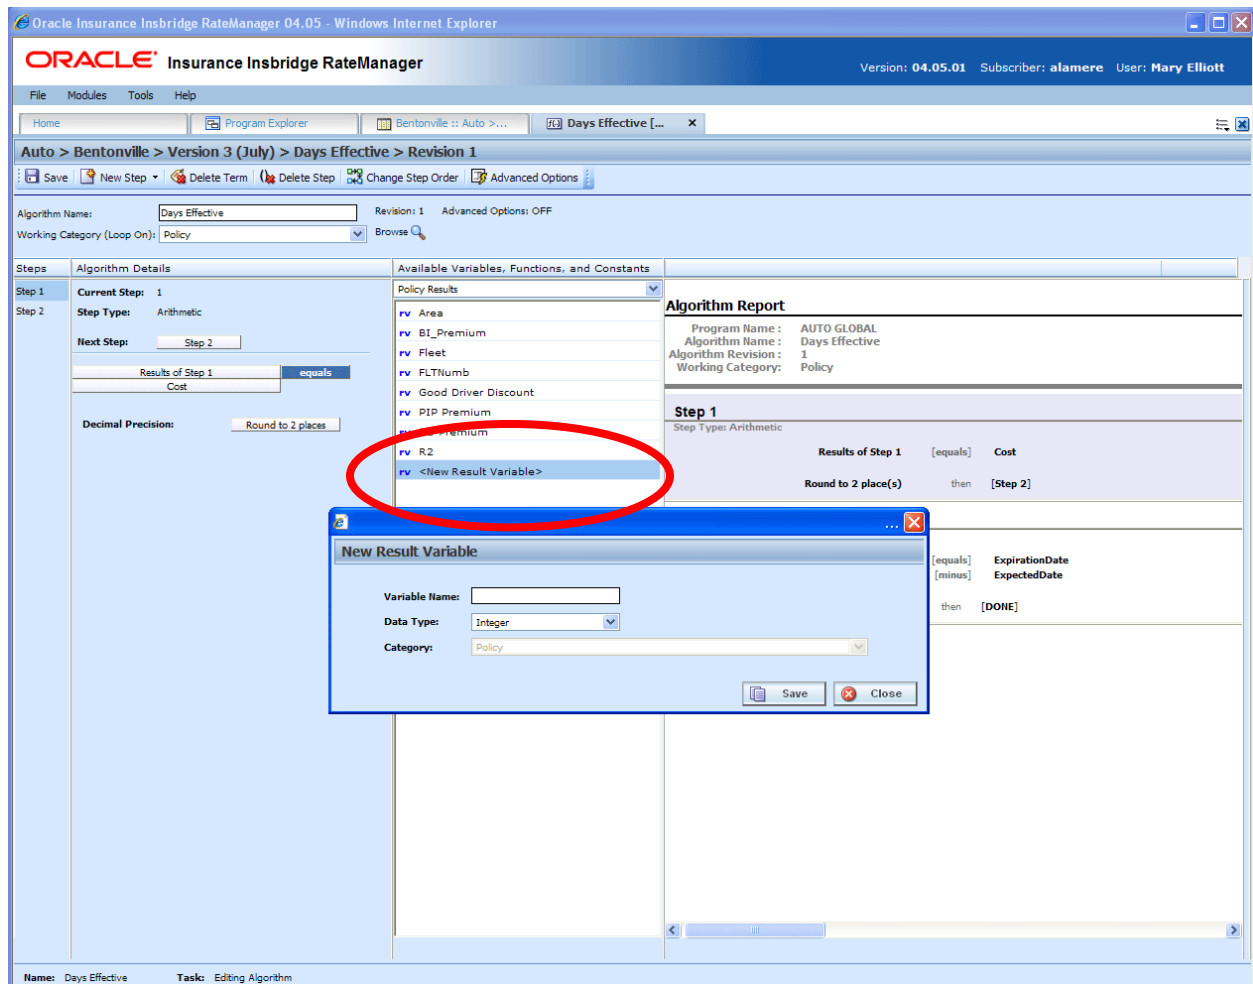 Oracle Insurance Insbridge RateManager 04.05 - Windows Internet Explorer
ORACLE Insurance Insbridge RateManager
Version: 04.05.01 Subscriber: alamere User: Mary Elliott
File Modules Tools Help
Home Program Explorer Bentonville :: Auto >... Days Effective [... x
Auto > Bentonville > Version 3 (July) > Days Effective > Revision 1
Save New Step Delete Term Delete Step Change Step Order Advanced Options
Algorithm Name: Days Effective Revision: 1 Advanced Options: OFF
Working Category (Loop On): Policy Browse
Steps
Step 1
Step 2
Algorithm Details
Current Step: 1
Step Type: Arithmetic
Next Step: Step 2
Results of Step 1 equals
Cost
Decimal Precision: Round to 2 places
Available Variables, Functions, and Constants
Policy Results
rv Area
rv BI_Premium
rv Fleet
rv FLTNumb
rv Good Driver Discount
rv PIP Premium
rv Premium
rv R2
rv <New Result Variable>
Algorithm Report
Program Name : AUTO GLOBAL
Algorithm Name : Days Effective
Algorithm Revision : 1
Working Category: Policy
Step 1
Step Type: Arithmetic
Results of Step 1 [equals] Cost
Round to 2 place(s) then [Step 2]
[equals] ExpirationDate
[minus] ExpectedDate
then [DONE]
...
New Result Variable
Variable Name:
Data Type: Integer
Category: Policy
Save Close
Name: Days Effective Task: Editing Algorithm